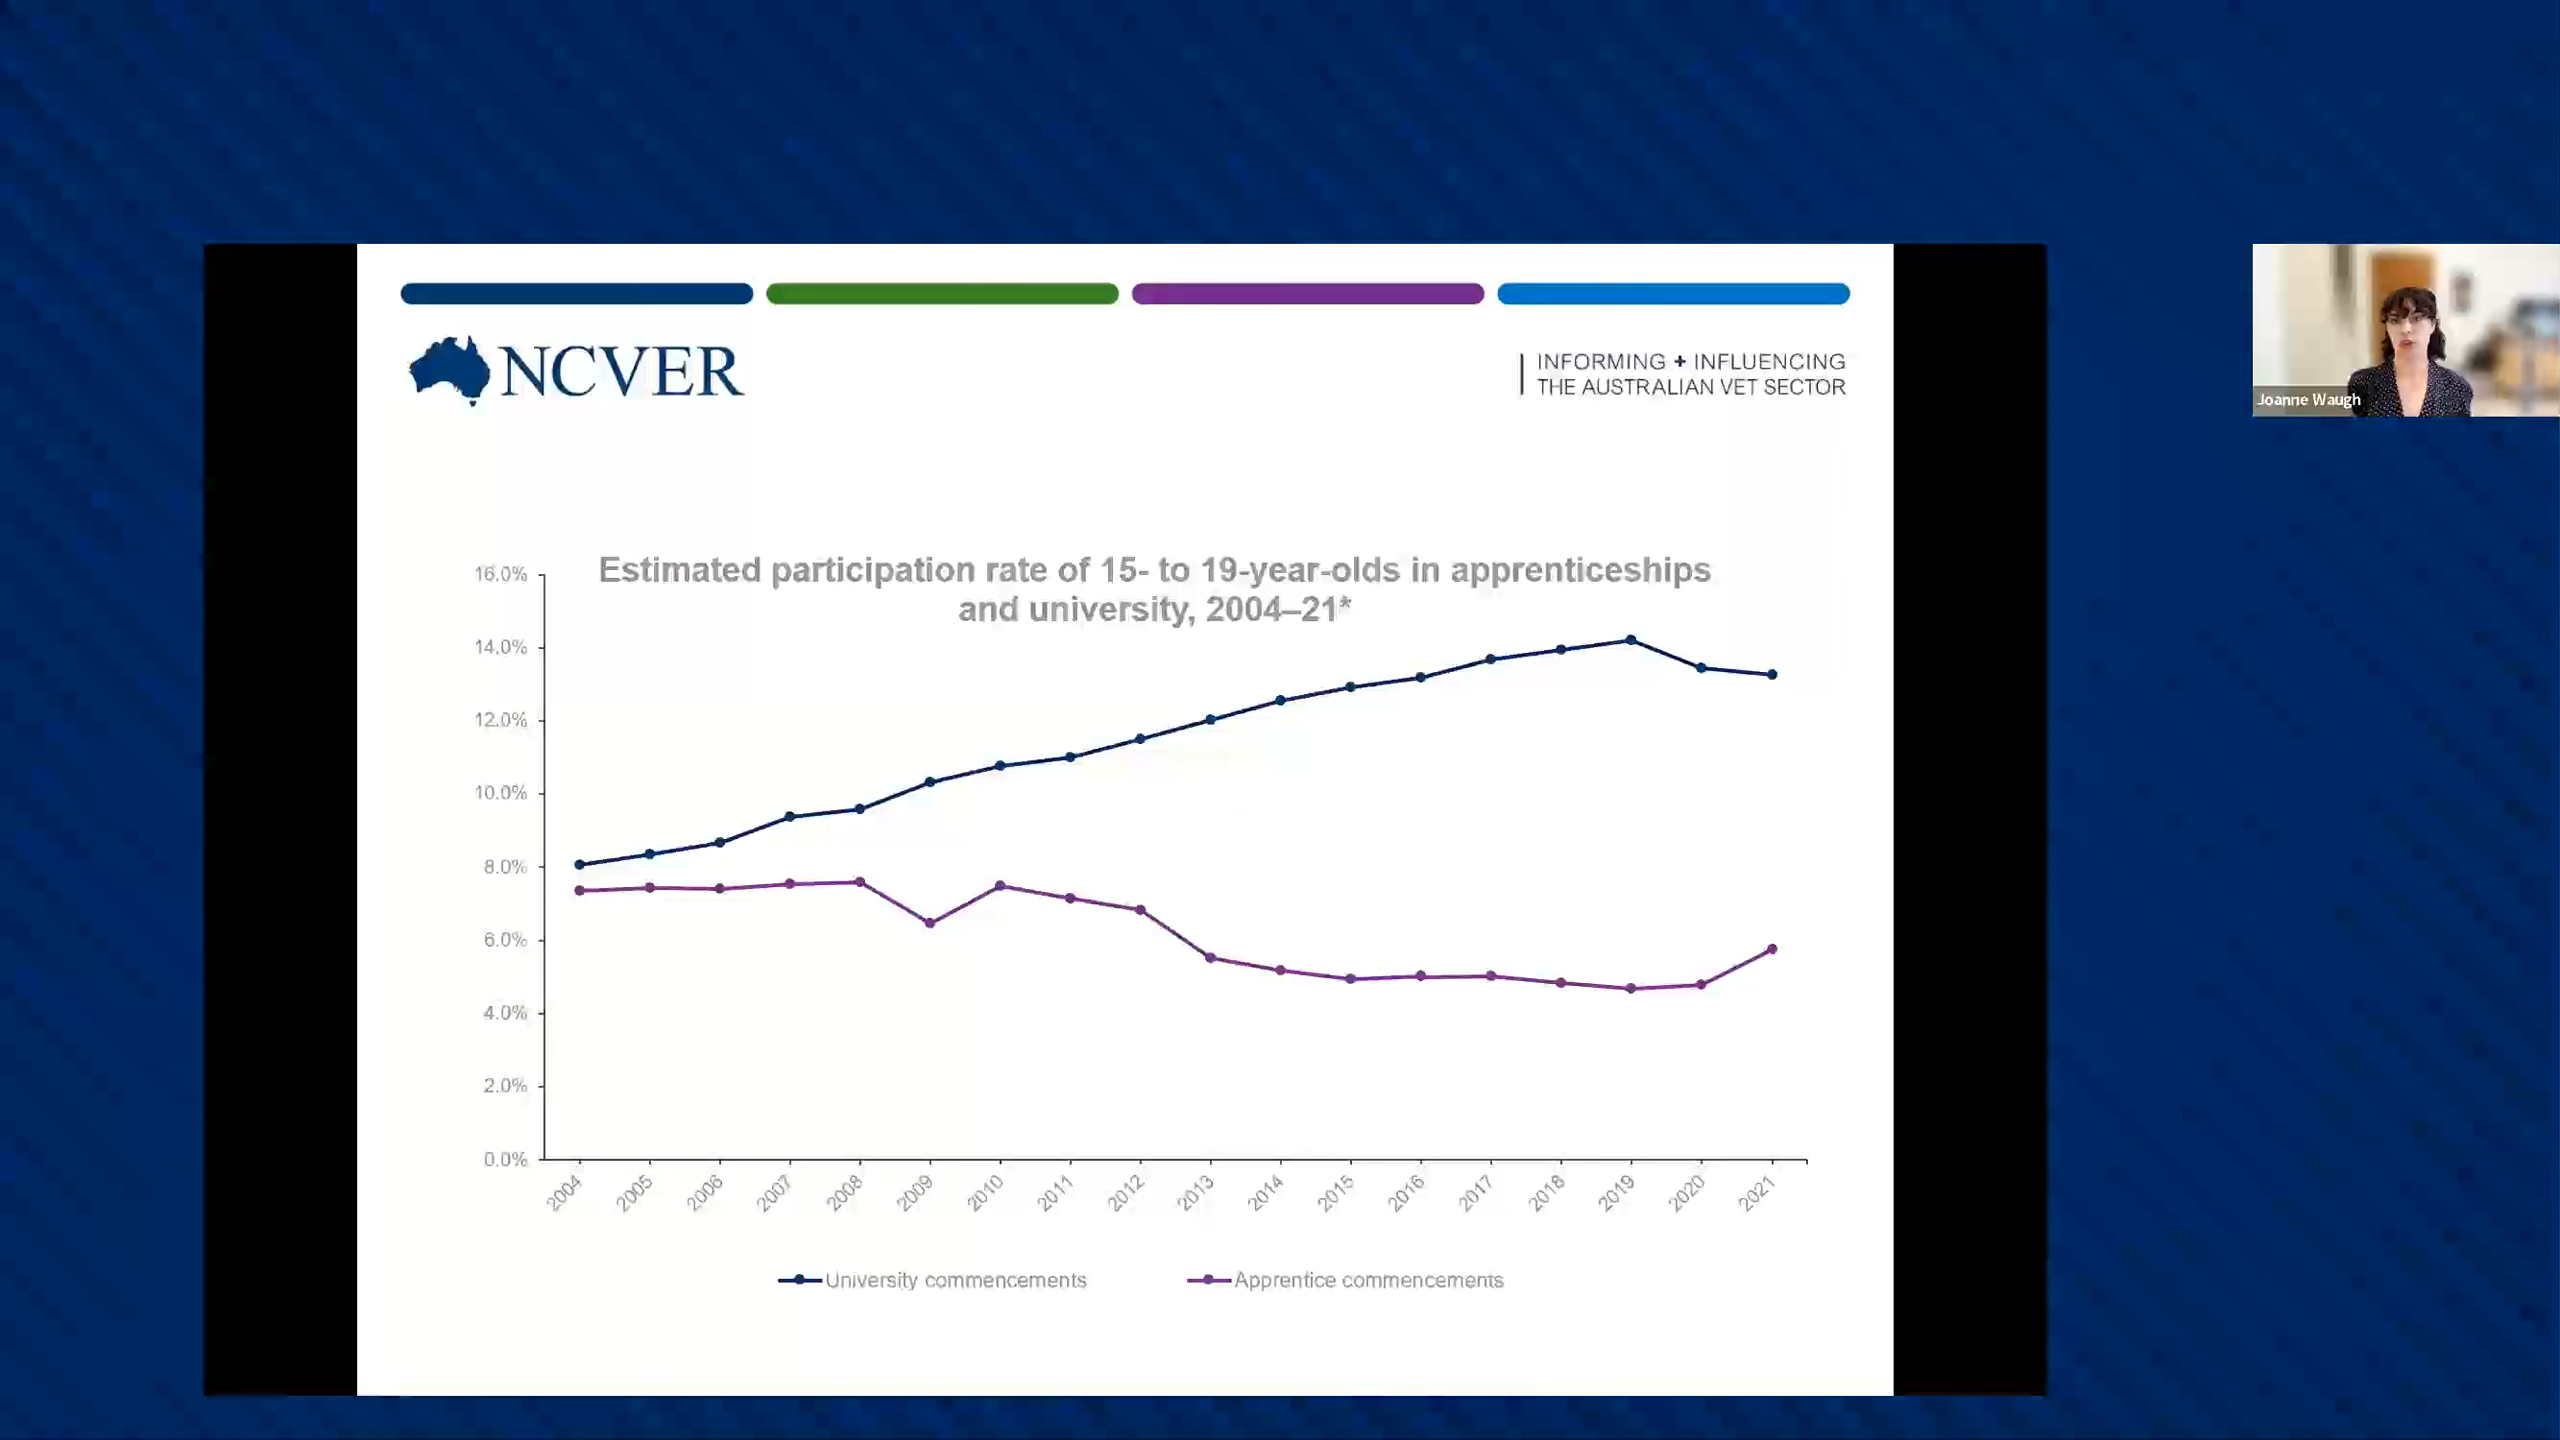 NCVER
INFORMING + INFLUENCING
THE AUSTRALIAN VET SECTOR
Joanne Waugh
Estimated participation rate of 15- to 19-year-olds in apprenticeships
and university, 2004–21*
16.0%
14.0%
12.0%
10.0%
8.0%
6.0%
4.0%
2.0%
0.0%
2004 2005 2006 2007 2008 2009 2010 2011 2012 2013 2014 2015 2016 2017 2018 2019 2020 2021
University commencements Apprentice commencements